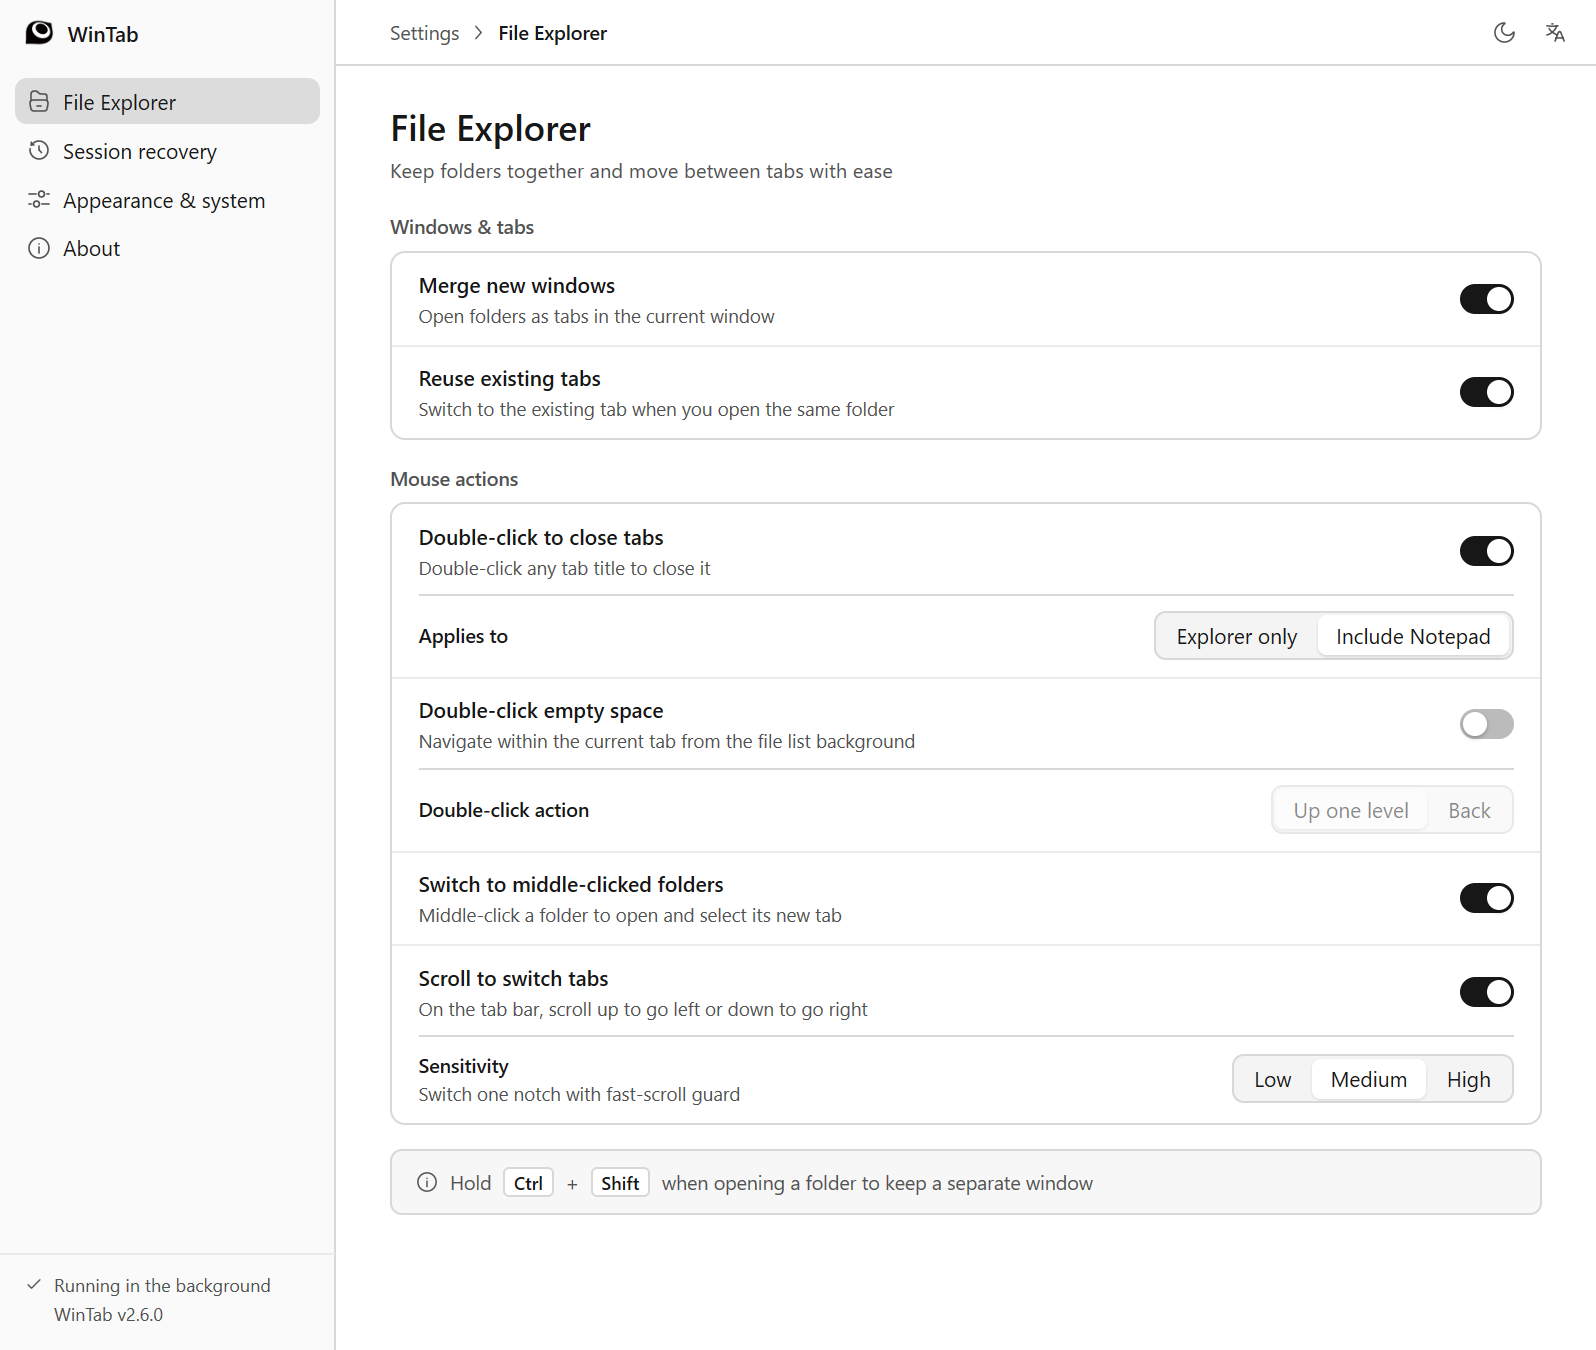 WinTab
File Explorer
Session recovery
Appearance & system
About
Running in the background
WinTab v2.6.0
Settings > File Explorer
File Explorer
Keep folders together and move between tabs with ease
Windows & tabs
Merge new windows
Open folders as tabs in the current window
Reuse existing tabs
Switch to the existing tab when you open the same folder
Mouse actions
Double-click to close tabs
Double-click any tab title to close it
Applies to
Explorer only Include Notepad
Double-click empty space
Navigate within the current tab from the file list background
Double-click action
Up one level Back
Switch to middle-clicked folders
Middle-click a folder to open and select its new tab
Scroll to switch tabs
On the tab bar, scroll up to go left or down to go right
Sensitivity
Switch one notch with fast-scroll guard
Low Medium High
Hold Ctrl + Shift when opening a folder to keep a separate window